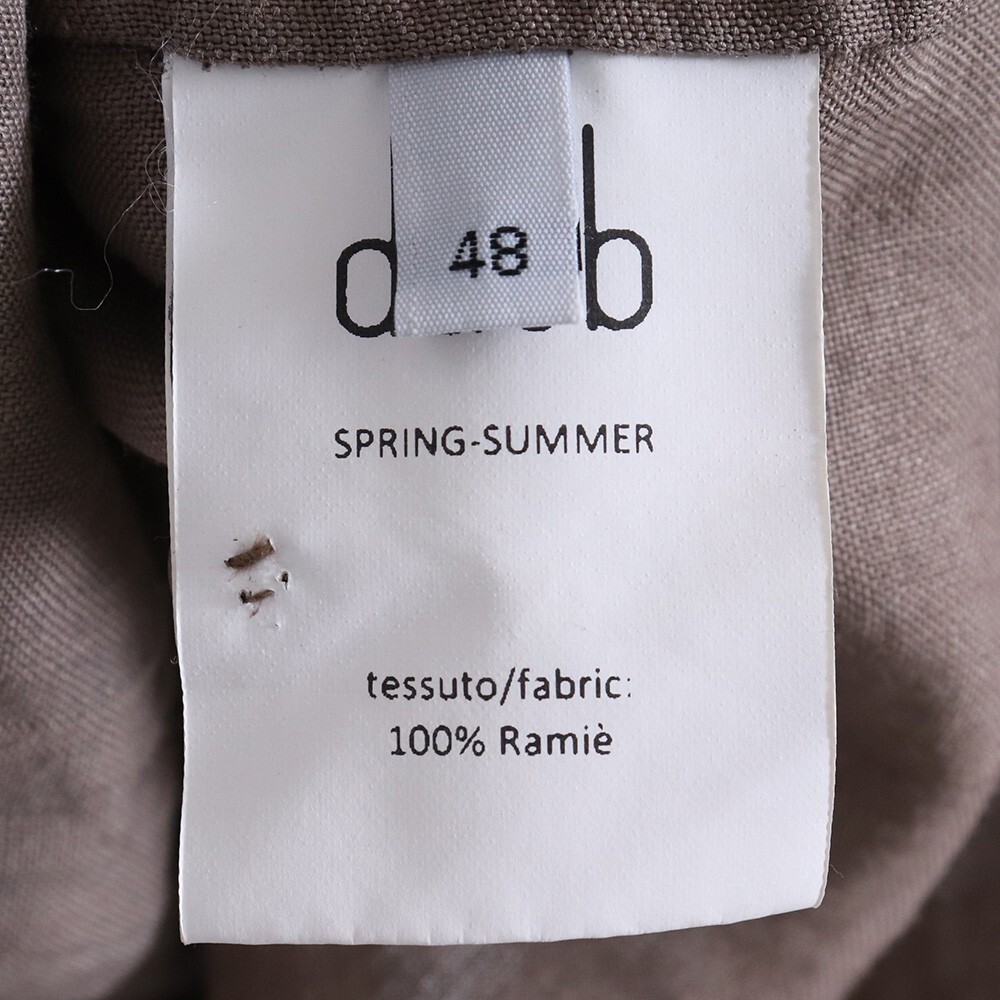 48
SPRING-SUMMER
tessuto/fabric:
100% Ramiè